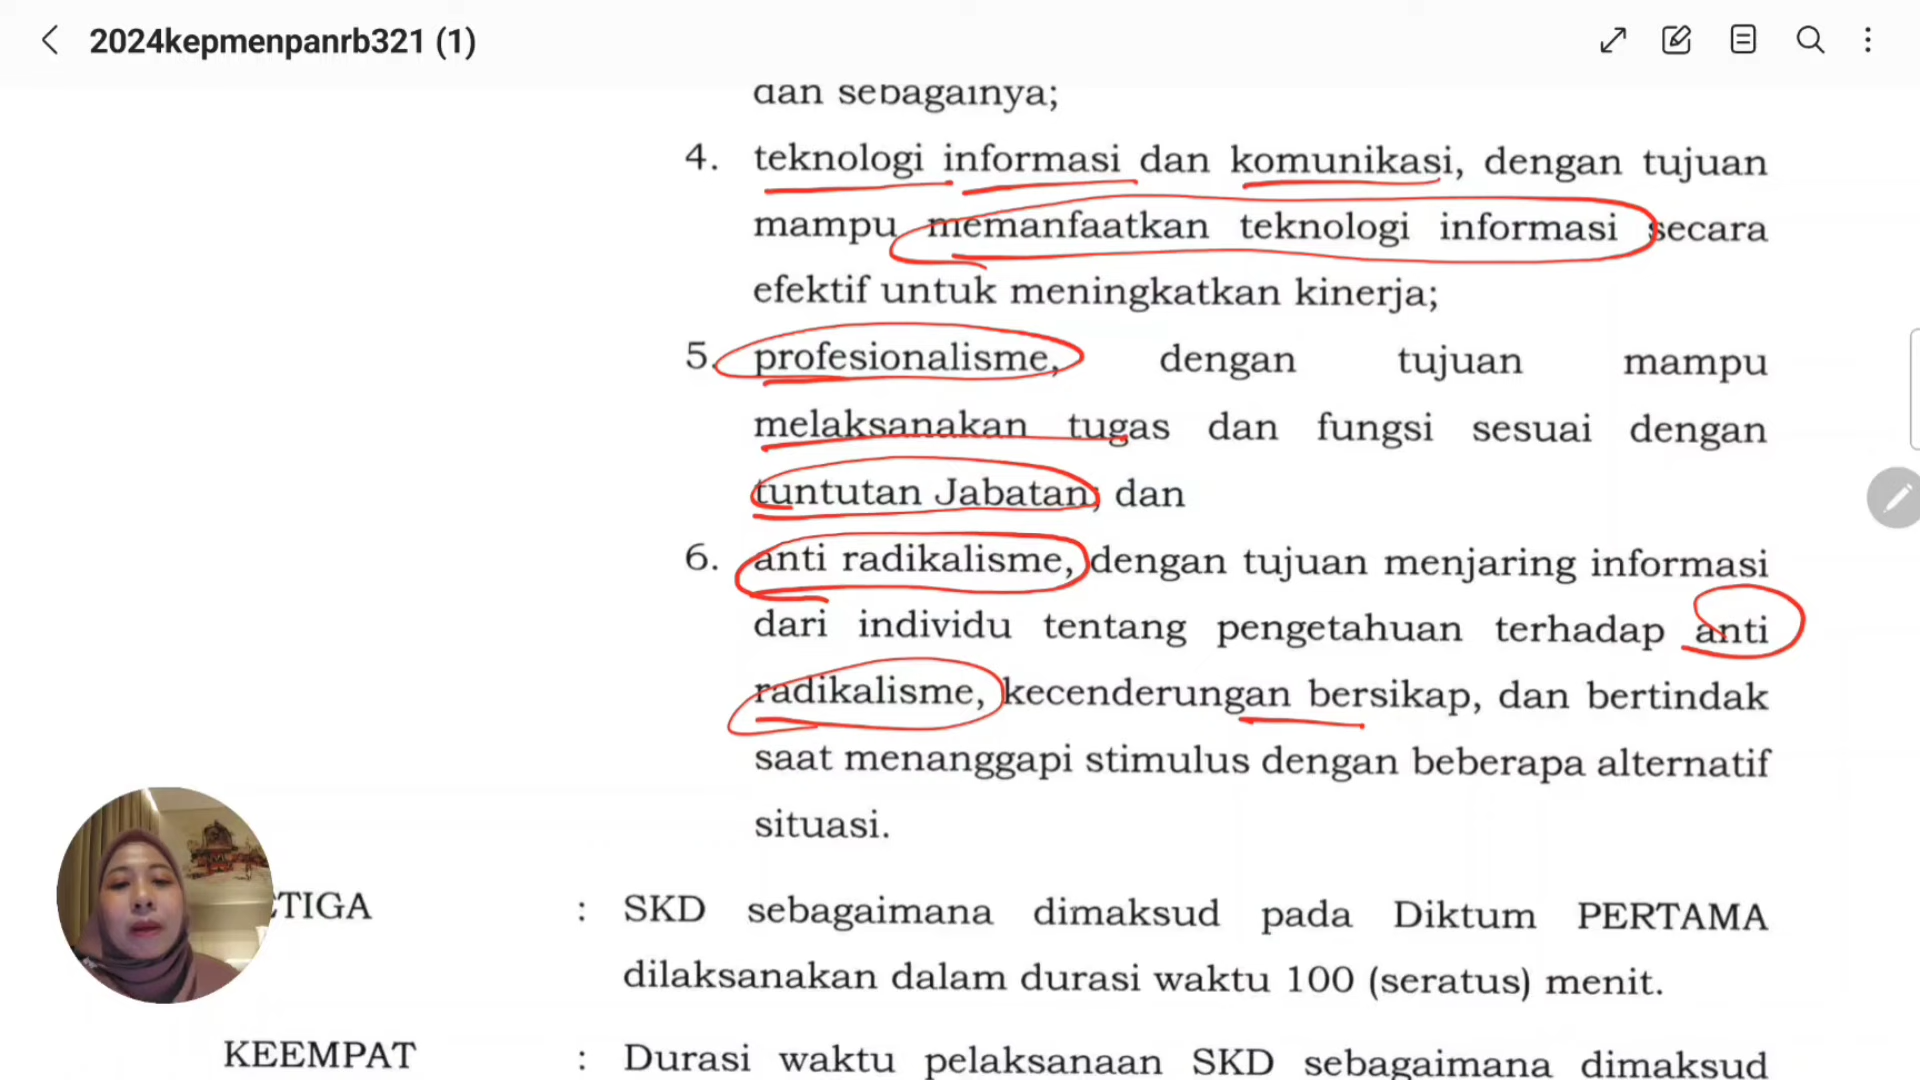 2024kepmenpanrb321 (1)
dan sebagainya;
4. teknologi informasi dan komunikasi, dengan tujuan
mampu memanfaatkan teknologi informasi secara
efektif untuk meningkatkan kinerja;
5. profesionalisme, dengan tujuan mampu
melaksanakan tugas dan fungsi sesuai dengan
tuntutan Jabatan; dan
6. anti radikalisme, dengan tujuan menjaring informasi
dari individu tentang pengetahuan terhadap anti
radikalisme, kecenderungan bersikap, dan bertindak
saat menanggapi stimulus dengan beberapa alternatif
situasi.
TIGA : SKD sebagaimana dimaksud pada Diktum PERTAMA
dilaksanakan dalam durasi waktu 100 (seratus) menit.
KEEMPAT : Durasi waktu pelaksanaan SKD sebagaimana dimaksud